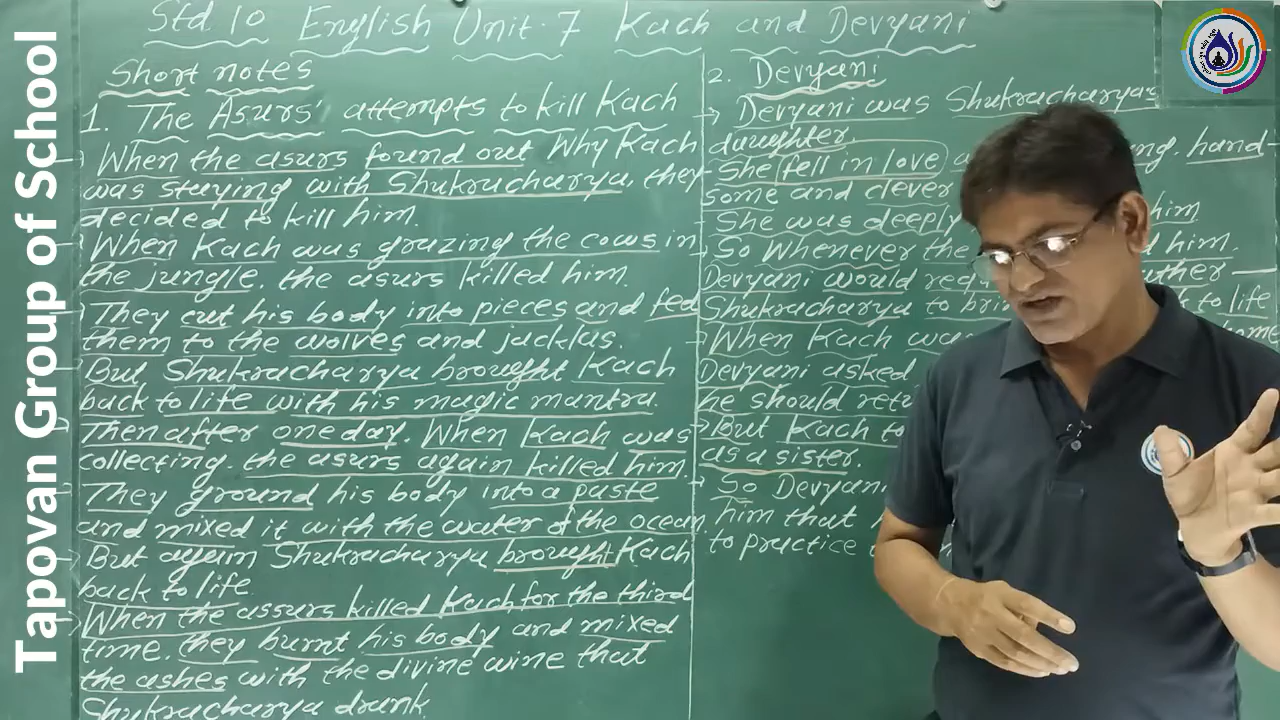 Tapovan Group of School
Std 10 English Unit-7 Kach and Devyani
Short notes
1. The Asurs' attempts to kill Kach
When the asurs found out Why Kach
was staying with Shukracharya, they
decided to kill him.
When Kach was grazing the cows in
the jungle. the asurs killed him.
They cut his body into pieces and fed
them to the wolves and jacklas.
But Shukracharya brought Kach
back to life with his magic mantra.
Then after one day. When Kach was
collecting. the asurs again killed him.
They ground his body into a paste
and mixed it with the water of the ocean.
But again Shukracharya brought Kach
back to life.
When the assurs killed Kach for the third
time. they burnt his body and mixed
the ashes with the divine wine that
Shukracharya drunk.
2. Devyani
→ Devyani was Shukracharya's
daughter.
→ She fell in love hand-
some and clever
→ She was deeply him
→ So Whenever the him.
Devyani would
Shukracharya to to life
→ When Kach
Devyani asked
he should
→ But Kach
as a sister.
→ So Devyani
him that
to practice